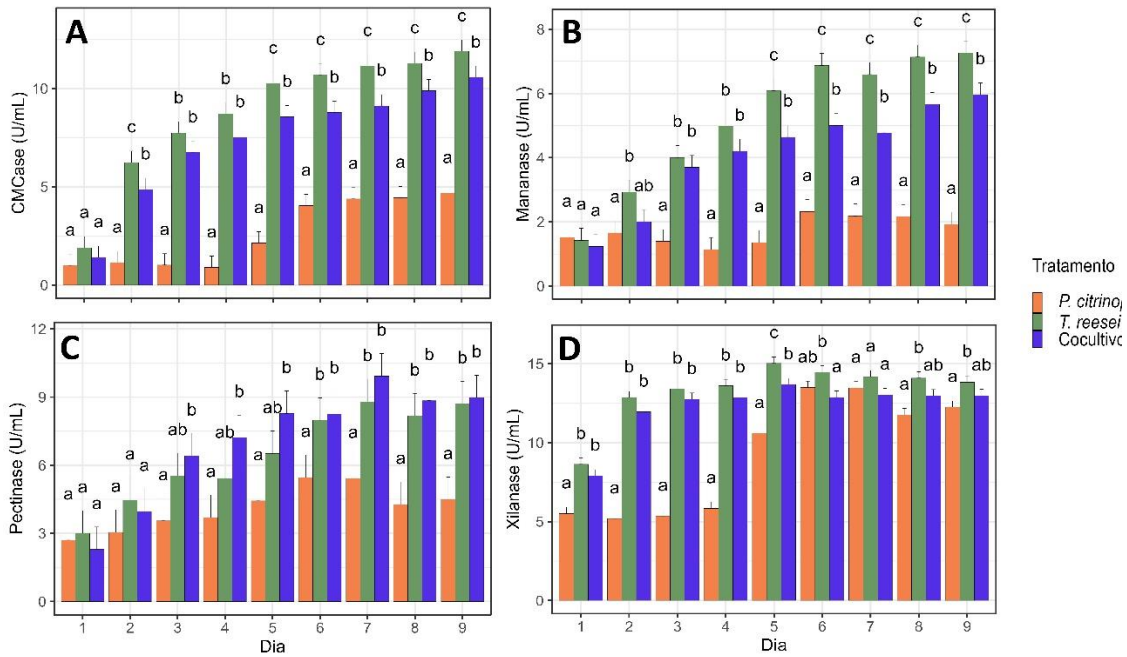 A
CMCase (U/mL)
10
5
0
a a a a c b a b b a b b a c b a c b a c b a c b a c b
B
Mananase (U/mL)
8
6
4
2
0
a a a a b ab a b b a b b a c b a c b a c b a c b a c b
C
Pectinase (U/mL)
12
9
6
3
0
a a a a a a a ab b a ab b a ab b a b b a b b a b b a b b
1 2 3 4 5 6 7 8 9
Dia
D
Xilanase (U/mL)
15
10
5
0
a b b a b b a b b a b b a c b ab b a a a a a b ab a b ab
1 2 3 4 5 6 7 8 9
Dia
Tratamento
P.
T. reesei
Cocultivo